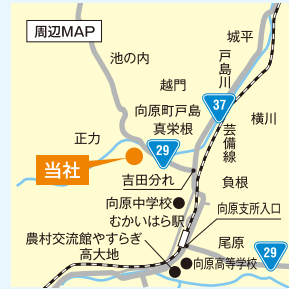 周辺MAP
城平
池の内
戸島川
越門
向原町戸島
37
真栄根
横川
正力
29
芸備線
当社
吉田分れ
負根
向原中学校
向原支所入口
むかいはら駅
農村交流館やすらぎ
尾原
高大地
29
向原高等学校